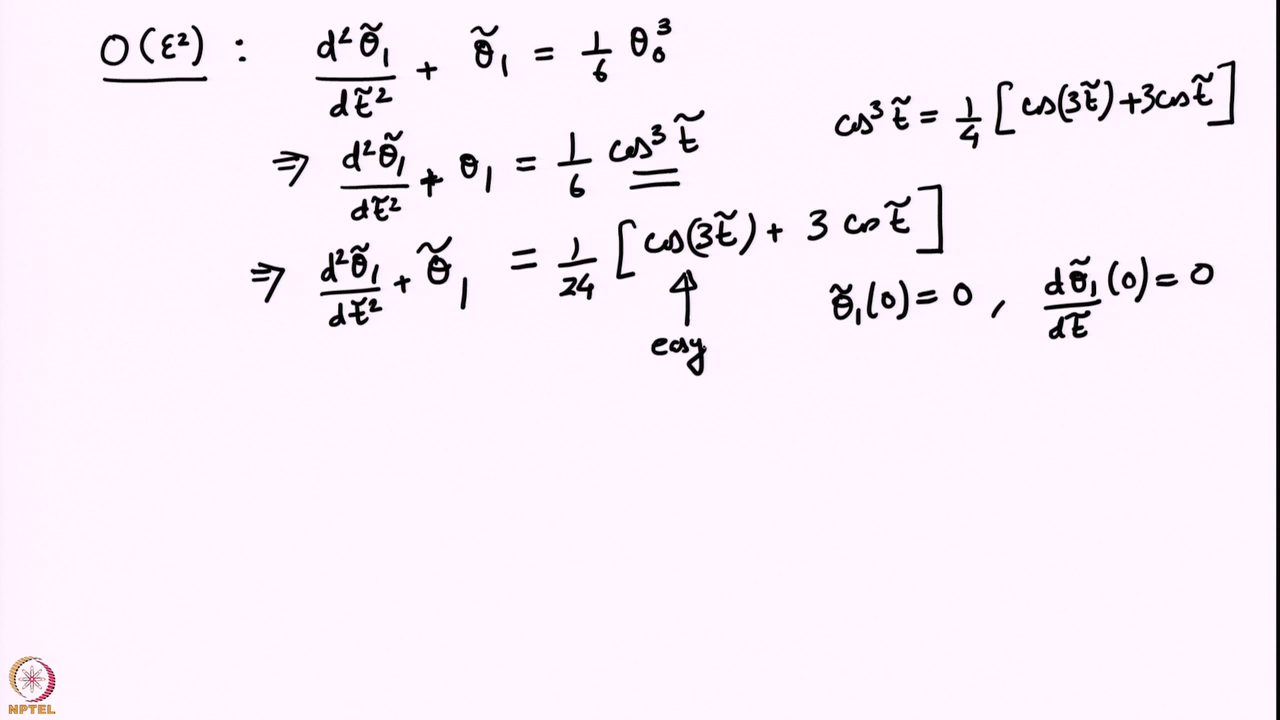 O(ε²) : d²θ̃₁/dt̃² + θ̃₁ = 1/6 θ₀³
cos³ t̃ = 1/4 [cos(3t̃) + 3cos t̃]
⇒ d²θ̃₁/dt̃² + θ₁ = 1/6 cos³ t̃
⇒ d²θ̃₁/dt̃² + θ̃₁ = 1/24 [cos(3t̃) + 3 cos t̃]
θ̃₁(0) = 0 , dθ̃₁/dt̃ (0) = 0
easy
NPTEL